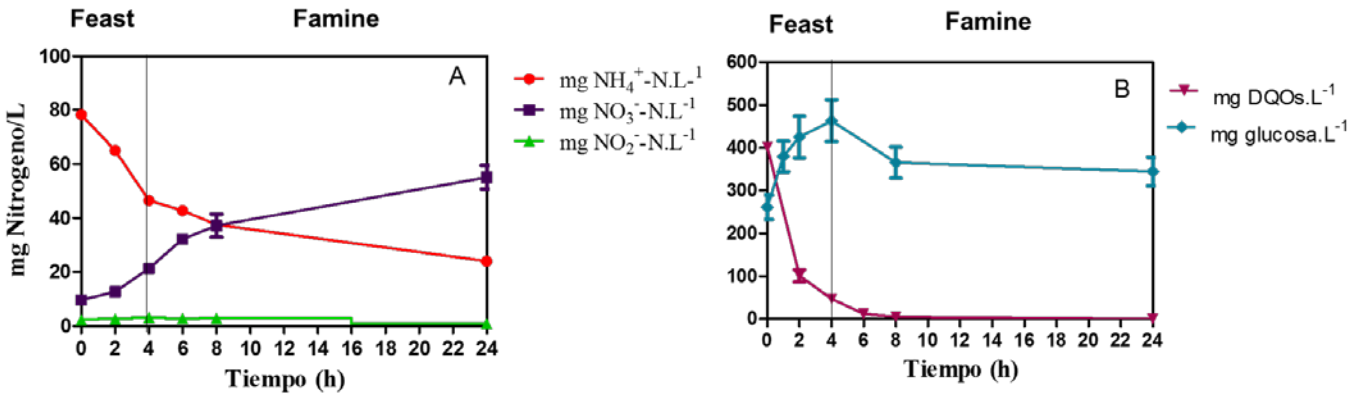 Feast Famine
A
mg Nitrogeno/L
100
80
60
40
20
0
0 2 4 6 8 10 12 14 16 18 20 22 24
Tiempo (h)
mg NH₄⁺-N.L-¹
mg NO₃⁻-N.L⁻¹
mg NO₂⁻-N.L⁻¹
Feast Famine
B
600
500
400
300
200
100
0
0 2 4 6 8 10 12 14 16 18 20 22 24
Tiempo (h)
mg DQOs.L⁻¹
mg glucosa.L⁻¹